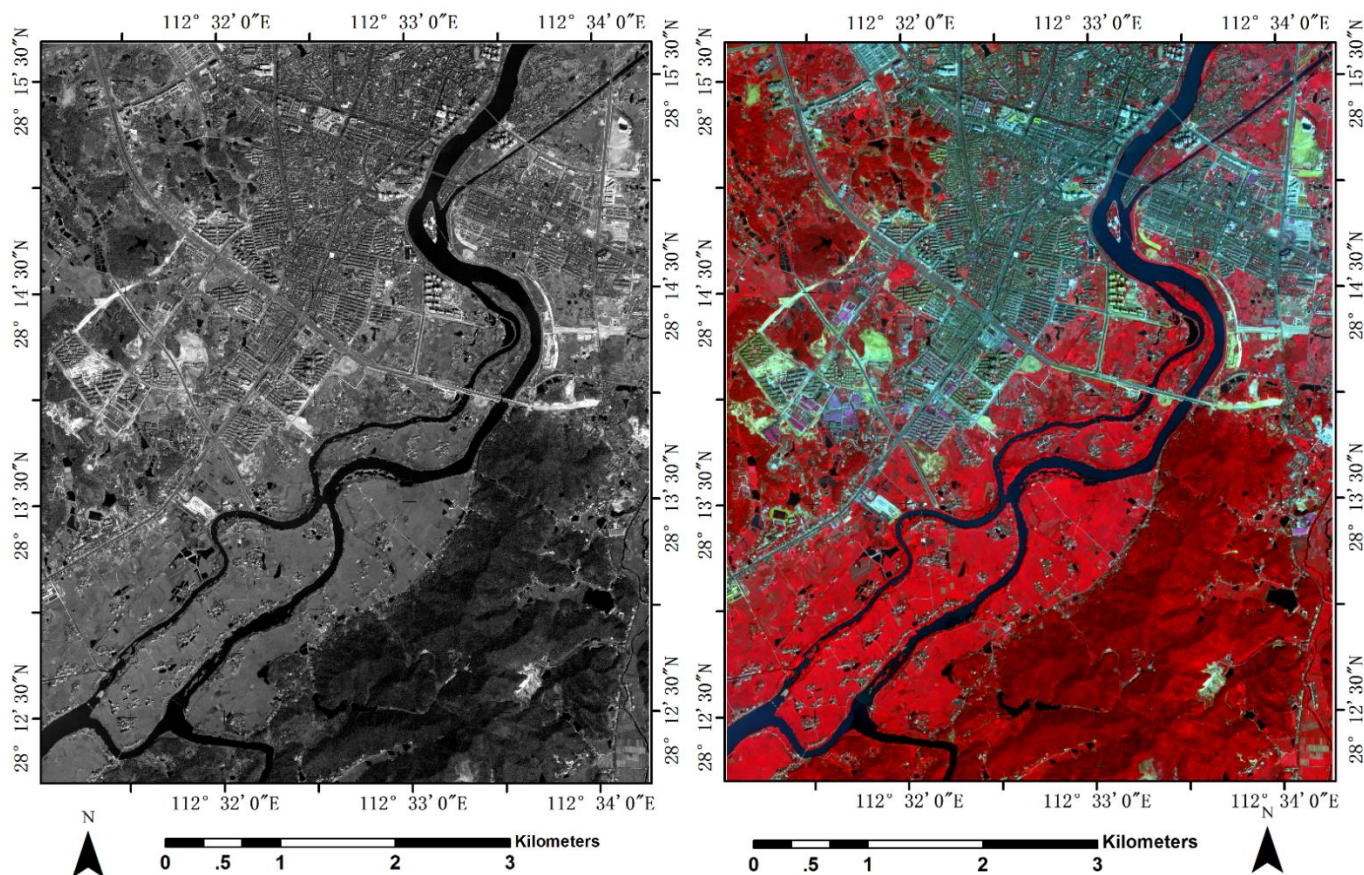 112° 32′ 0″E 112° 33′ 0″E 112° 34′ 0″E 112° 32′ 0″E 112° 33′ 0″E 112° 34′ 0″E
28° 15′ 30″N 28° 15′ 30″N 28° 15′ 30″N 28° 15′ 30″N
28° 14′ 30″N 28° 14′ 30″N 28° 14′ 30″N 28° 14′ 30″N
28° 13′ 30″N 28° 13′ 30″N 28° 13′ 30″N 28° 13′ 30″N
28° 12′ 30″N 28° 12′ 30″N 28° 12′ 30″N 28° 12′ 30″N
112° 32′ 0″E 112° 33′ 0″E 112° 34′ 0″E 112° 32′ 0″E 112° 33′ 0″E 112° 34′ 0″E
N N
Kilometers Kilometers
0 .5 1 2 3 0 .5 1 2 3